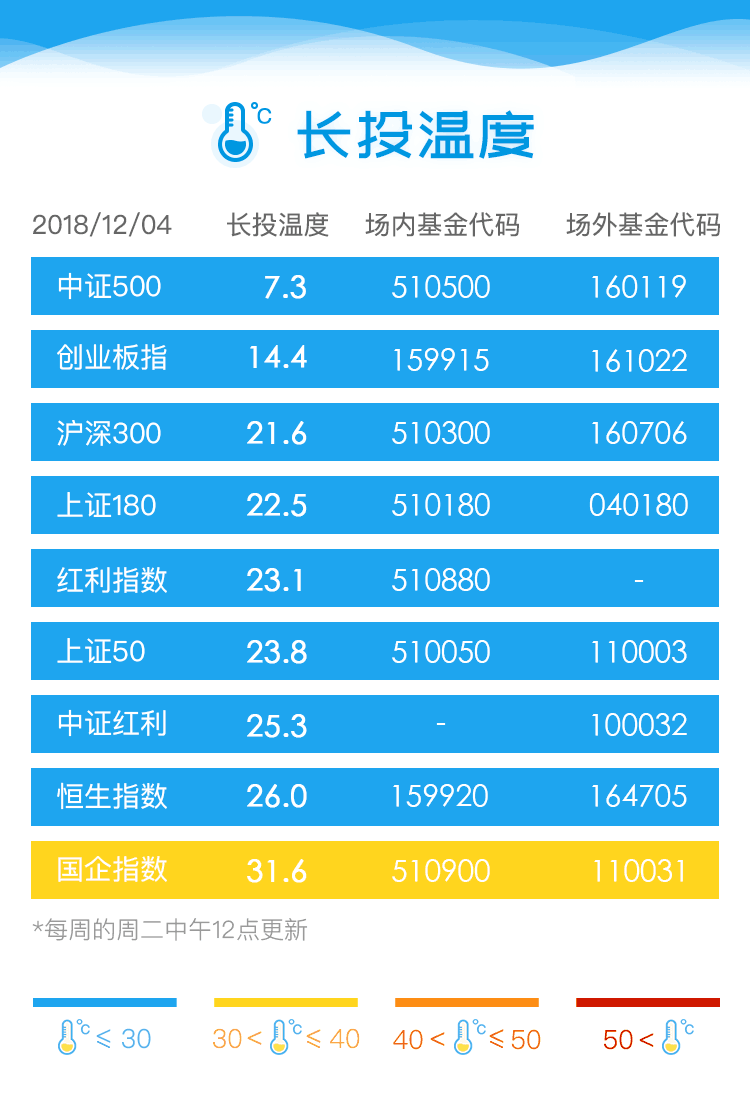 ℃ 长投温度
2018/12/04 长投温度 场内基金代码 场外基金代码
中证500 7.3 510500 160119
创业板指 14.4 159915 161022
沪深300 21.6 510300 160706
上证180 22.5 510180 040180
红利指数 23.1 510880 -
上证50 23.8 510050 110003
中证红利 25.3 - 100032
恒生指数 26.0 159920 164705
国企指数 31.6 510900 110031
*每周的周二中午12点更新
℃ ≤ 30 30 < ℃ ≤ 40 40 < ℃ ≤ 50 50 < ℃